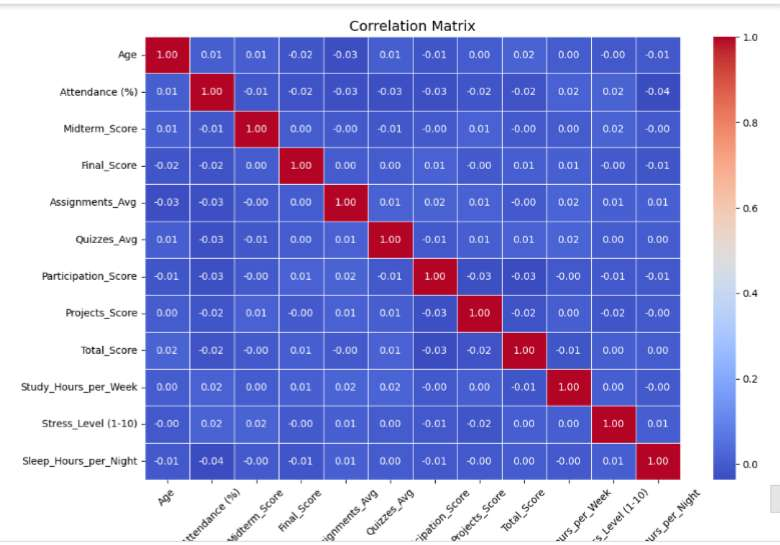 Correlation Matrix
Age 1.00 0.01 0.01 -0.02 -0.03 0.01 -0.01 0.00 0.02 0.00 -0.00 -0.01
Attendance (%) 0.01 1.00 -0.01 -0.02 -0.03 -0.03 -0.03 -0.02 -0.02 0.02 0.02 -0.04
Midterm_Score 0.01 -0.01 1.00 0.00 -0.00 -0.01 -0.00 0.01 -0.00 0.00 0.02 -0.00
Final_Score -0.02 -0.02 0.00 1.00 0.00 0.00 0.01 -0.00 0.01 0.01 -0.00 -0.01
Assignments_Avg -0.03 -0.03 -0.00 0.00 1.00 0.01 0.02 0.01 -0.00 0.02 0.01 0.01
Quizzes_Avg 0.01 -0.03 -0.01 0.00 0.01 1.00 -0.01 0.01 0.01 0.02 0.00 0.00
Participation_Score -0.01 -0.03 -0.00 0.01 0.02 -0.01 1.00 -0.03 -0.03 -0.00 -0.01 -0.01
Projects_Score 0.00 -0.02 0.01 -0.00 0.01 0.01 -0.03 1.00 -0.02 0.00 -0.02 -0.00
Total_Score 0.02 -0.02 -0.00 0.01 -0.00 0.01 -0.03 -0.02 1.00 -0.01 0.00 0.00
Study_Hours_per_Week 0.00 0.02 0.00 0.01 0.02 0.02 -0.00 0.00 -0.01 1.00 0.00 -0.00
Stress_Level (1-10) -0.00 0.02 0.02 -0.00 0.01 0.00 -0.01 -0.02 0.00 0.00 1.00 0.01
Sleep_Hours_per_Night -0.01 -0.04 -0.00 -0.01 0.01 0.00 -0.01 -0.00 0.00 -0.00 0.01 1.00
Age
ttendance (%)
Midterm_Score
Final_Score
ignments_Avg
Quizzes_Avg
cipation_Score
Projects_Score
Total_Score
urs_per_Week
ss_Level (1-10)
urs_per_Night
1.0
0.8
0.6
0.4
0.2
0.0